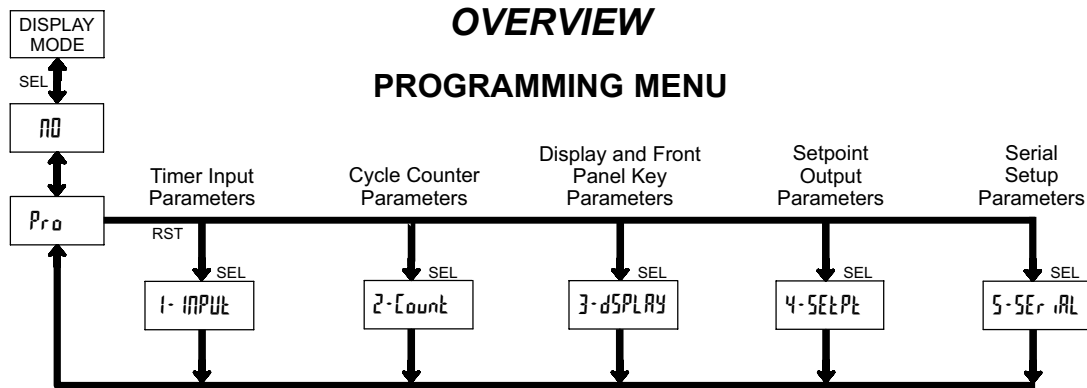 OVERVIEW
PROGRAMMING MENU
DISPLAY
MODE
SEL
NO
Pro
RST
Timer Input
Parameters
SEL
1-INPUt
Cycle Counter
Parameters
SEL
2-Count
Display and Front
Panel Key
Parameters
SEL
3-dSPLAY
Setpoint
Output
Parameters
SEL
4-SEtPt
Serial
Setup
Parameters
SEL
5-SEriAL